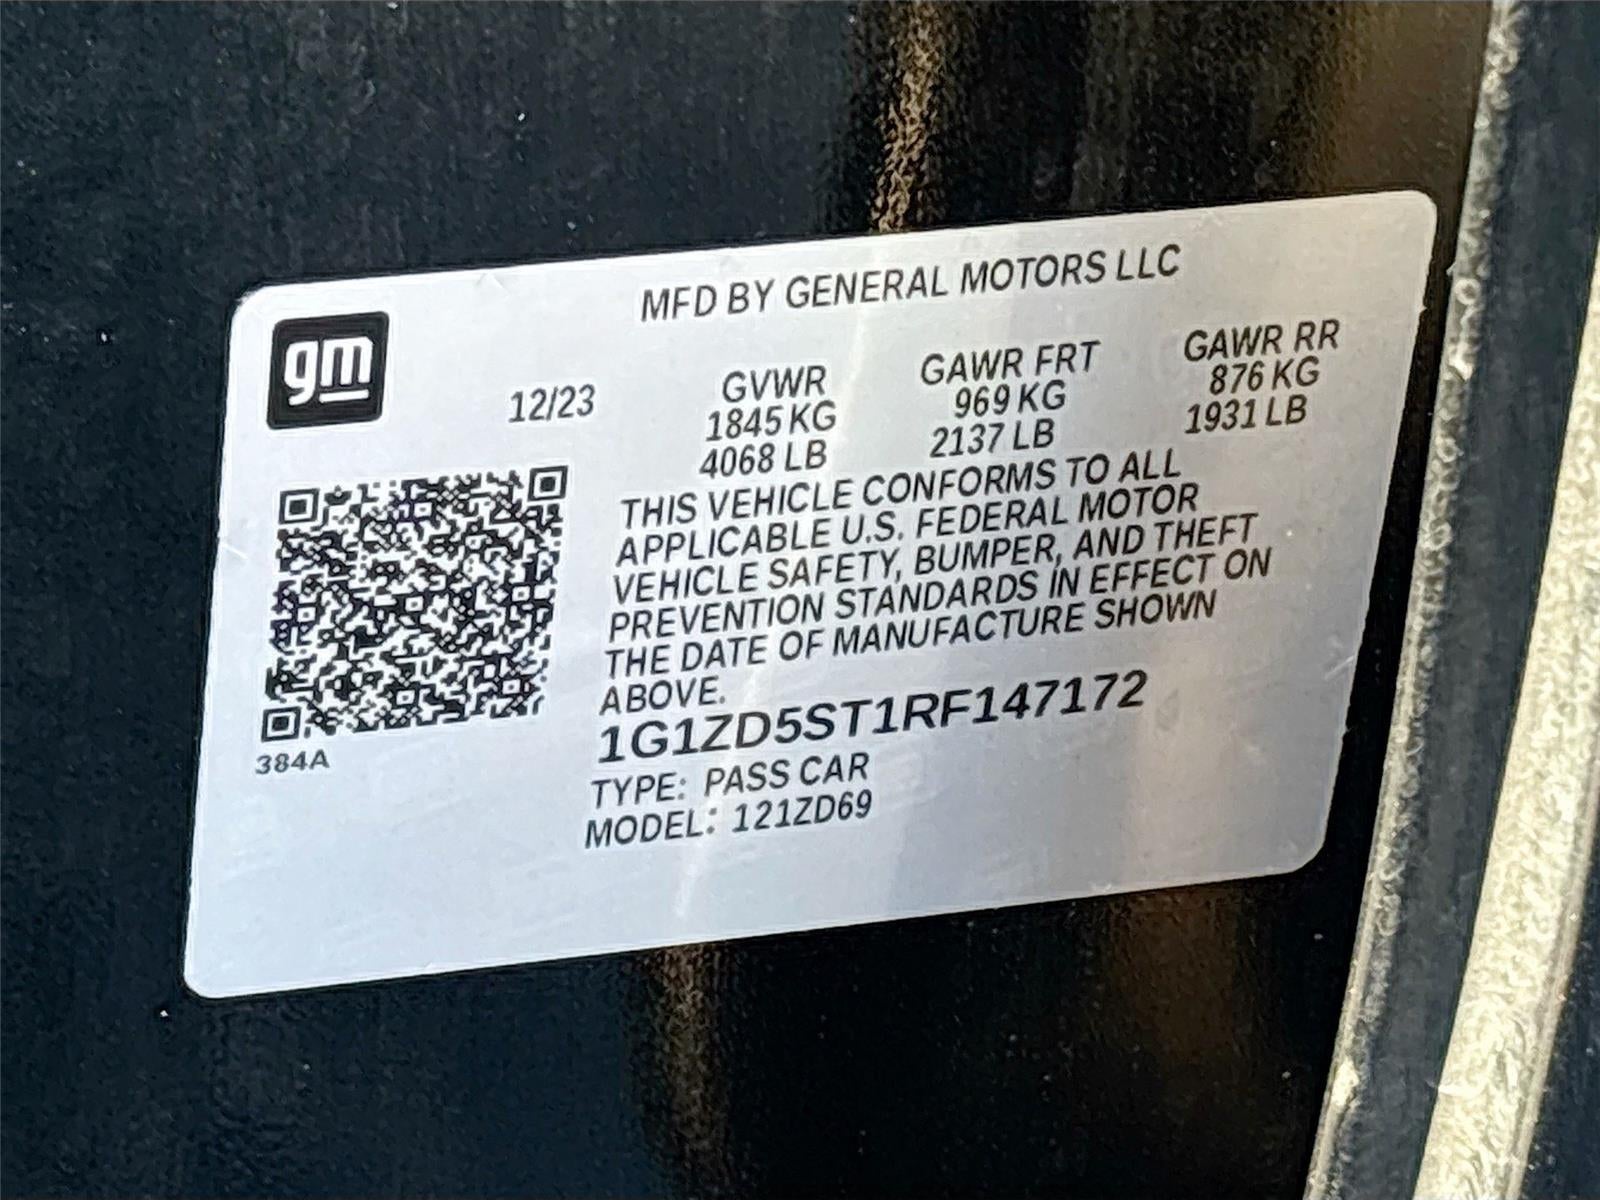 MFD BY GENERAL MOTORS LLC
gm
12/23
GVWR
1845 KG
4068 LB
GAWR FRT
969 KG
2137 LB
GAWR RR
876 KG
1931 LB
THIS VEHICLE CONFORMS TO ALL
APPLICABLE U.S. FEDERAL MOTOR
VEHICLE SAFETY, BUMPER, AND THEFT
PREVENTION STANDARDS IN EFFECT ON
THE DATE OF MANUFACTURE SHOWN
ABOVE.
1G1ZD5ST1RF147172
TYPE: PASS CAR
MODEL: 121ZD69
384A